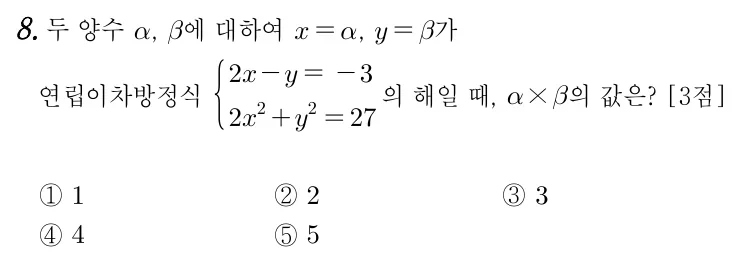 8. 두 양수 α, β에 대하여 x=α, y=β가
연립이차방정식 { 2x-y= -3
2x²+y²=27 의 해일 때, α×β의 값은? [3점]
① 1 ② 2 ③ 3
④ 4 ⑤ 5